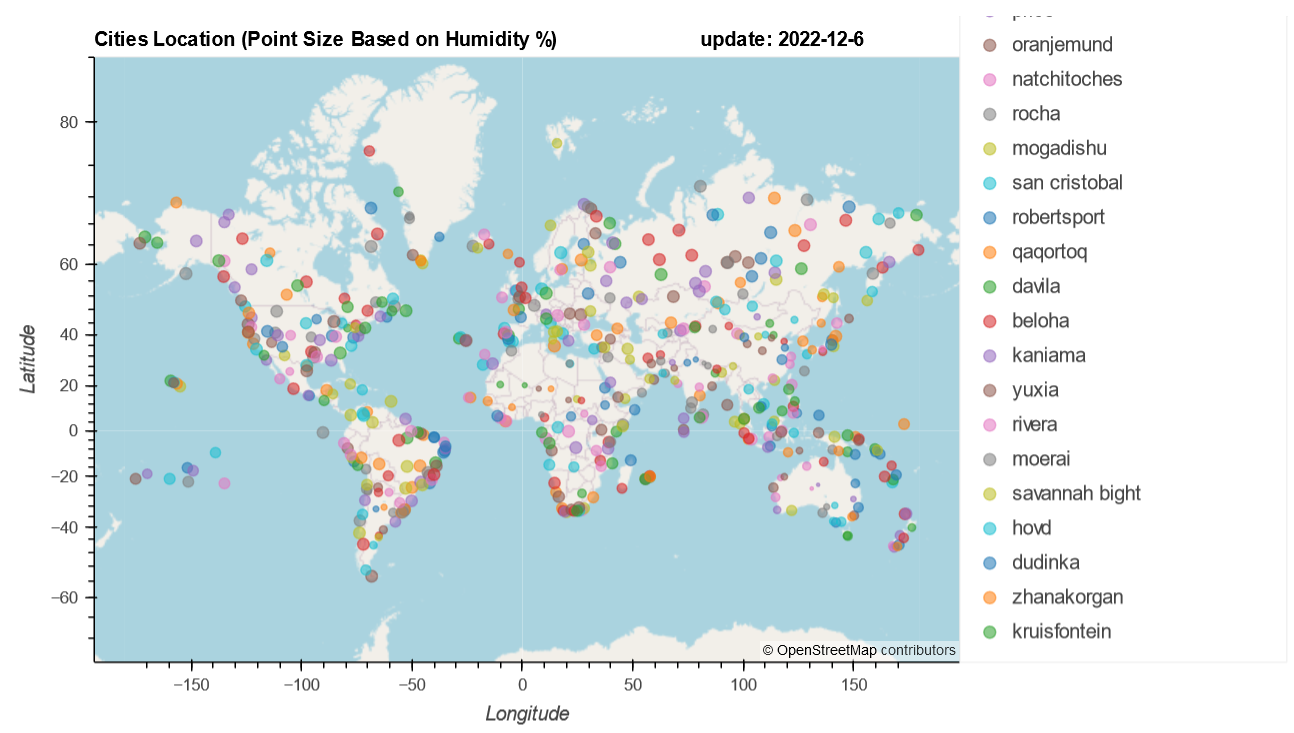 Cities Location (Point Size Based on Humidity %) update: 2022-12-6
oranjemund
natchitoches
rocha
mogadishu
san cristobal
robertsport
qaqortoq
davila
beloha
kaniama
yuxia
rivera
moerai
savannah bight
hovd
dudinka
zhanakorgan
kruisfontein
80
60
40
20
0
−20
−40
−60
Latitude
© OpenStreetMap contributors
−150 −100 −50 0 50 100 150
Longitude